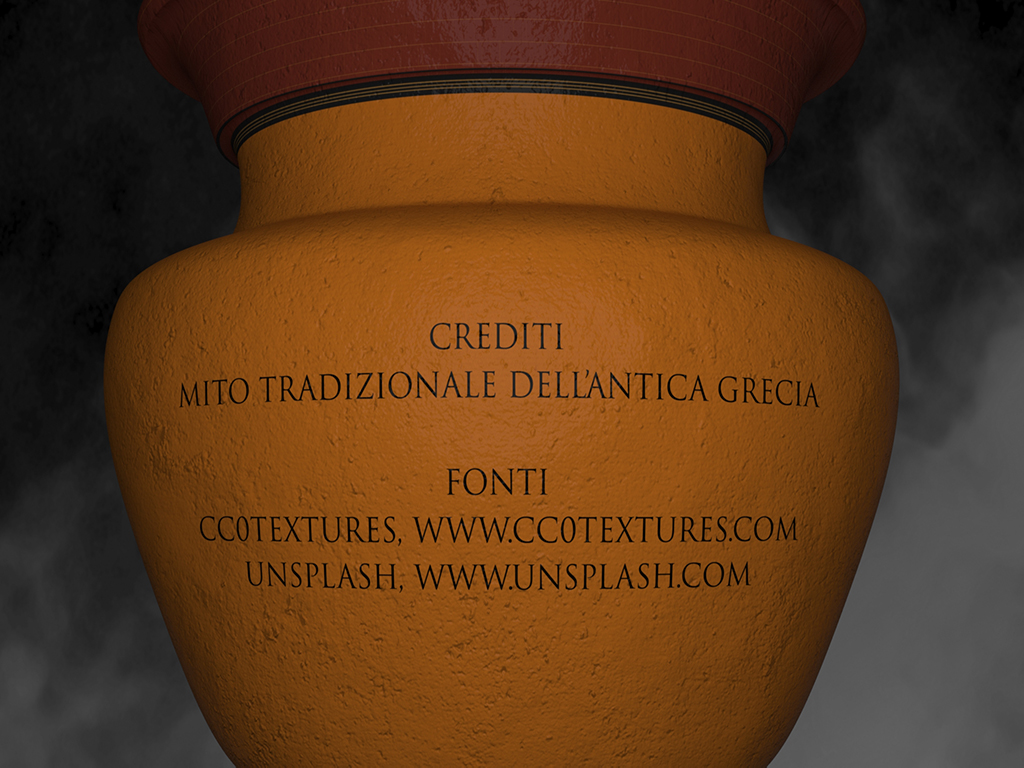 CREDITI
MITO TRADIZIONALE DELL'ANTICA GRECIA
FONTI
CC0TEXTURES, WWW.CC0TEXTURES.COM
UNSPLASH, WWW.UNSPLASH.COM